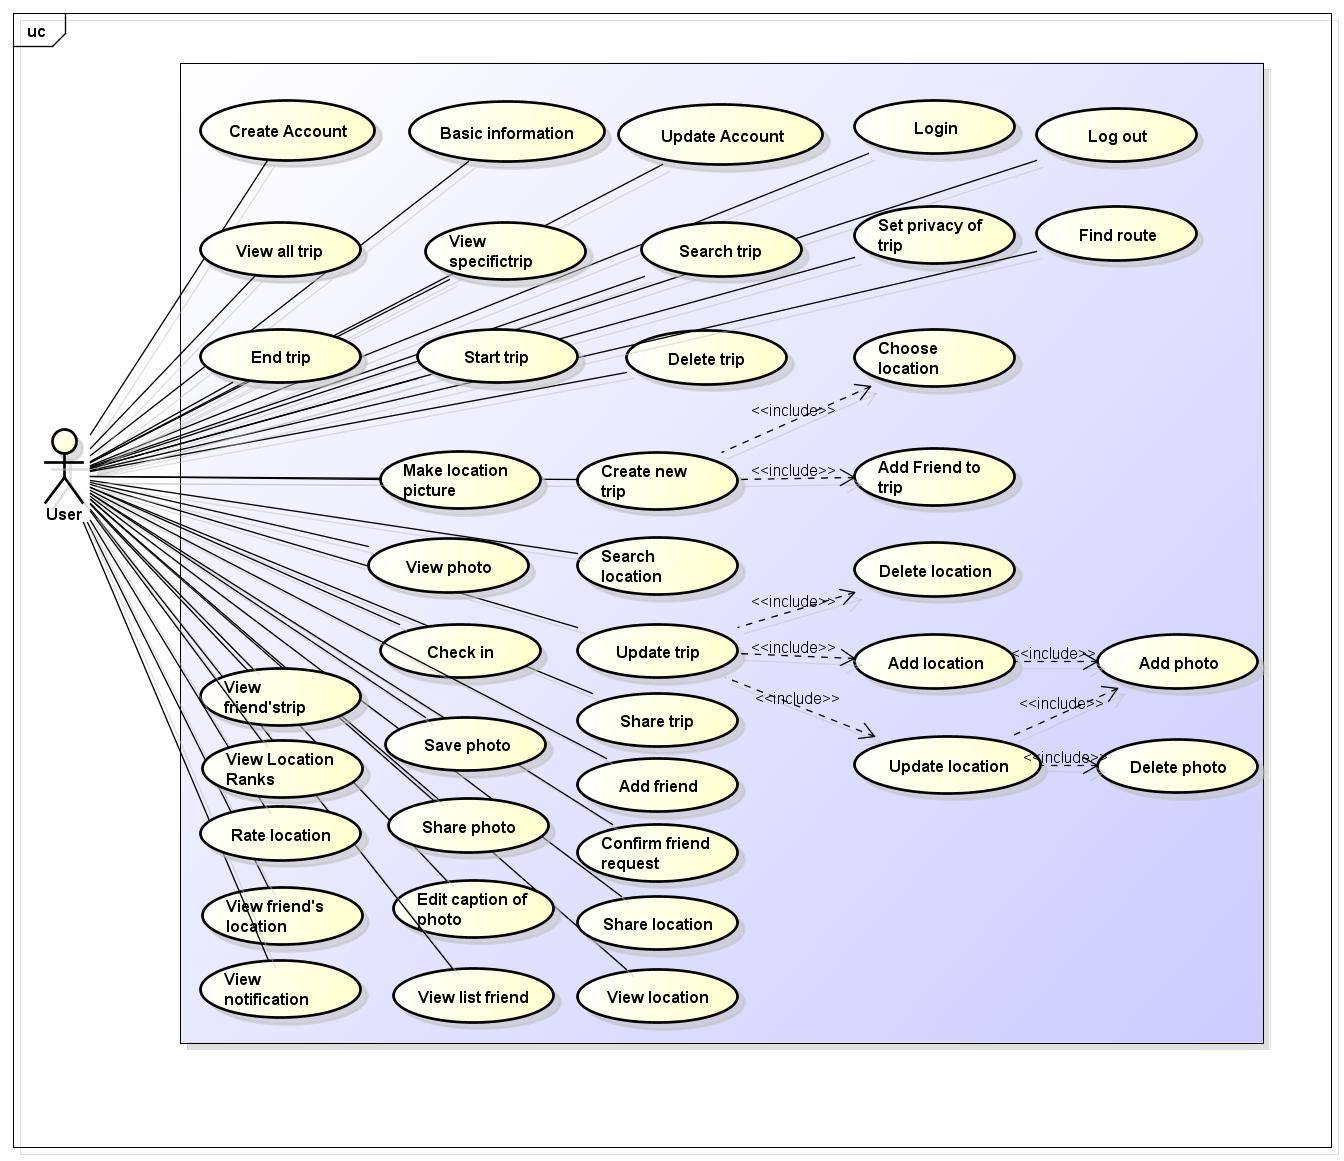 uc
Create Account
Basic information
Update Account
Login
Log out
View all trip
View
specifictrip
Search trip
Set privacy of
trip
Find route
End trip
Start trip
Delete trip
Choose
location
<<include>>
User
Make location
picture
Create new
trip
<<include>>
Add Friend to
trip
View photo
Search
location
Delete location
<<include>>
Check in
Update trip
<<include>>
Add location
<<include>>
Add photo
View
friend'strip
Share trip
<<include>>
<<include>>
View Location
Ranks
Save photo
Add friend
Update location
<<include>>
Delete photo
Rate location
Share photo
Confirm friend
request
View friend's
location
Edit caption of
photo
Share location
View
notification
View list friend
View location